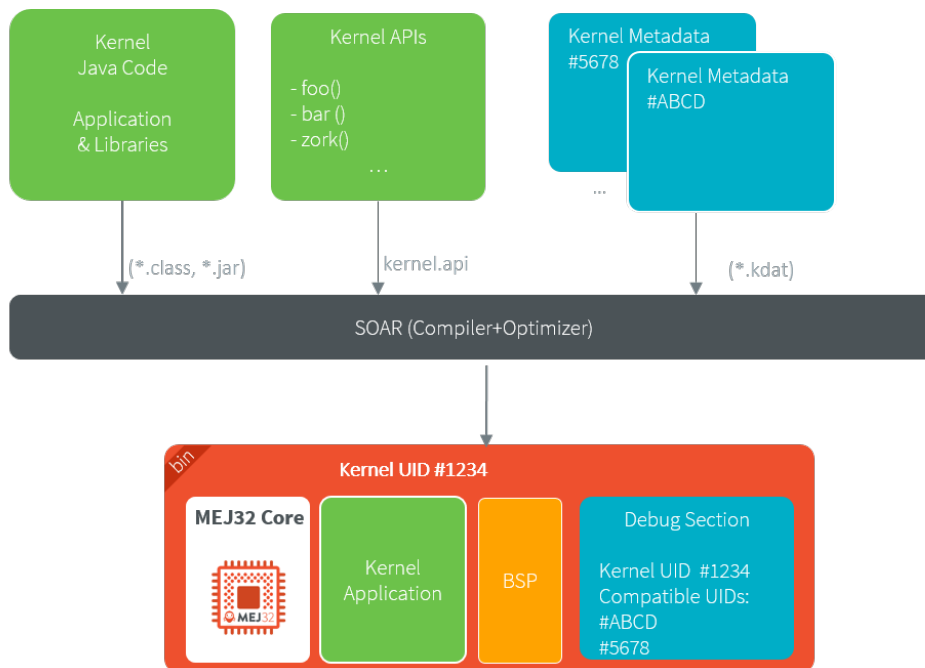 Kernel
Java Code
Application
& Libraries
Kernel APIs
- foo()
- bar ()
- zork()
...
Kernel Metadata
#5678
Kernel Metadata
#ABCD
...
(*.class, *.jar)
kernel.api
(*.kdat)
SOAR (Compiler+Optimizer)
bin
Kernel UID #1234
MEJ32 Core
MEJ32
Kernel
Application
BSP
Debug Section
Kernel UID  #1234
Compatible UIDs:
#ABCD
#5678